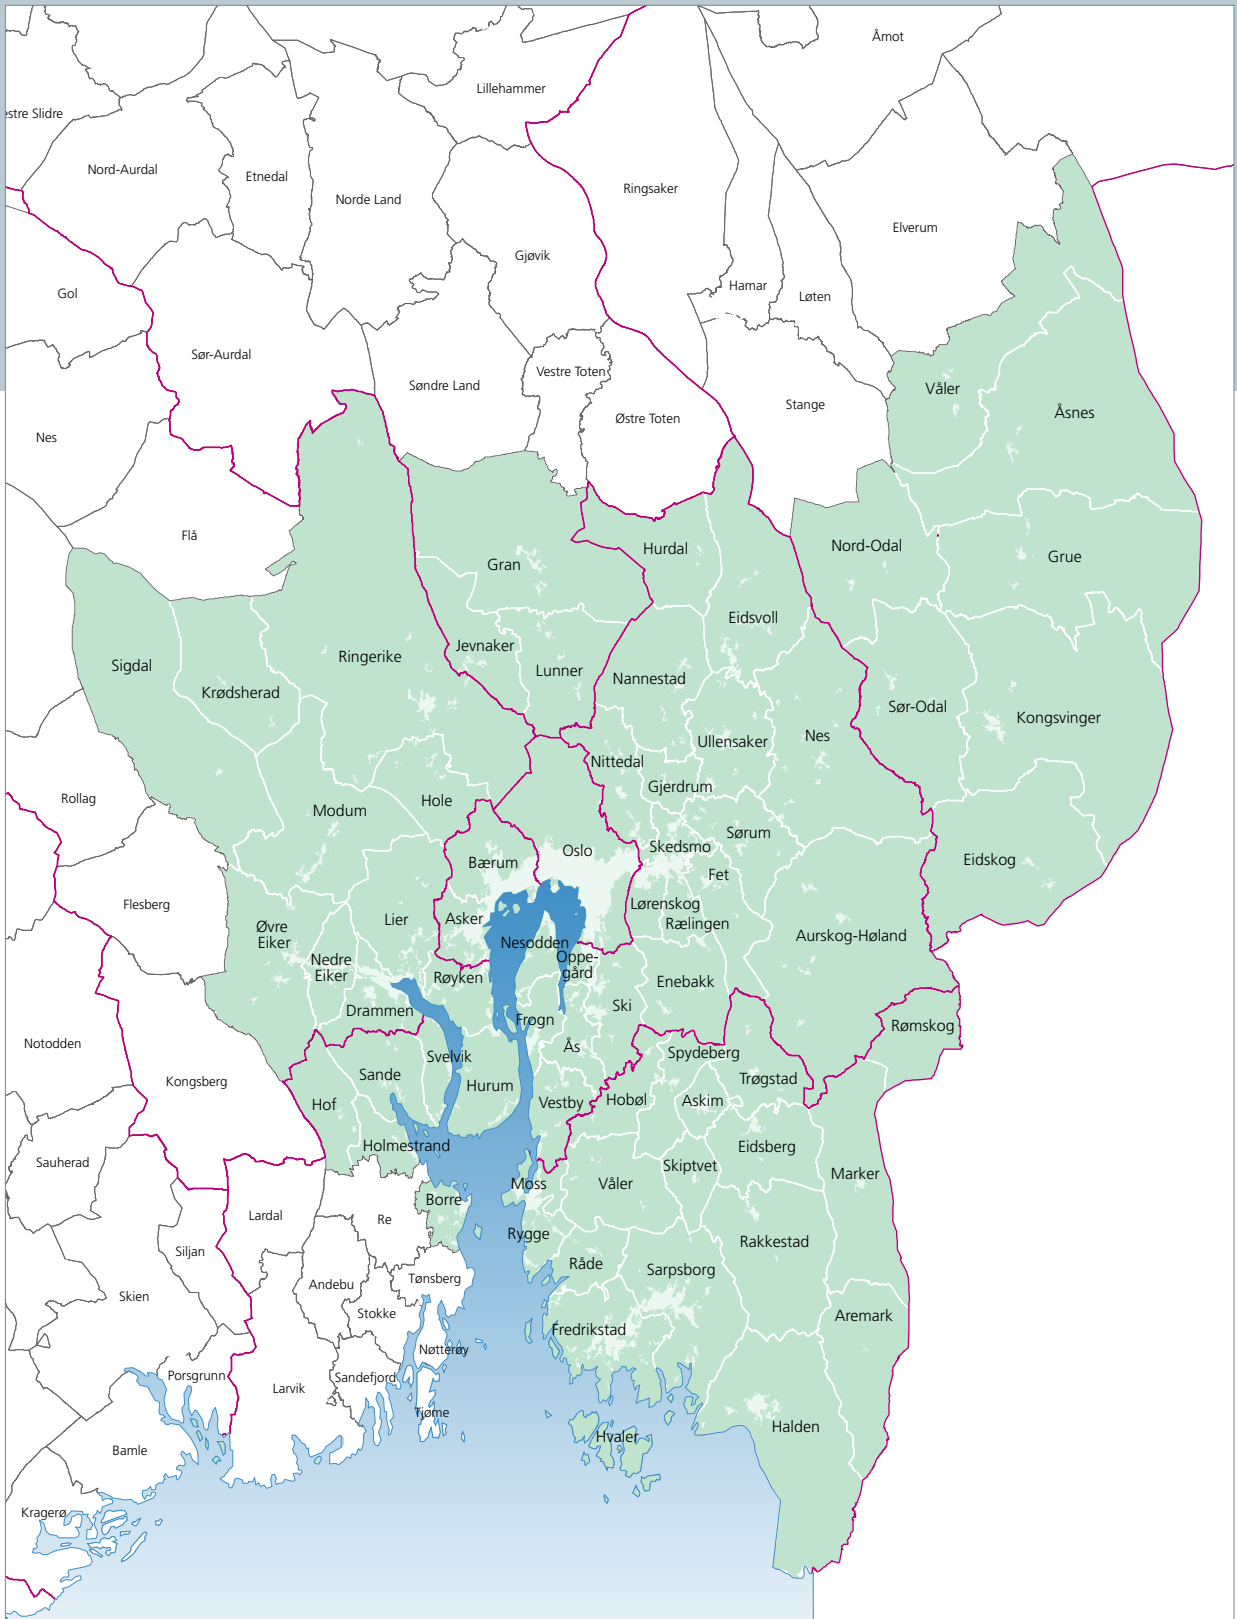 Åmot
Lillehammer
estre Slidre
Nord-Aurdal
Etnedal
Norde Land
Ringsaker
Elverum
Gjøvik
Gol
Hamar
Løten
Sør-Aurdal
Vestre Toten
Søndre Land
Våler
Stange
Åsnes
Østre Toten
Nes
Flå
Nord-Odal
Hurdal
Grue
Gran
Eidsvoll
Jevnaker
Ringerike
Sigdal
Lunner
Nannestad
Krødsherad
Sør-Odal
Kongsvinger
Nes
Ullensaker
Nittedal
Gjerdrum
Rollag
Hole
Modum
Sørum
Skedsmo
Oslo
Bærum
Eidskog
Fet
Flesberg
Lørenskog
Asker
Lier
Rælingen
Øvre
Eiker
Aurskog-Høland
Nesodden
Oppe-
gård
Nedre
Eiker
Røyken
Enebakk
Ski
Drammen
Frogn
Rømskog
Notodden
Ås
Spydeberg
Svelvik
Sande
Trøgstad
Kongsberg
Hurum
Hobøl
Askim
Vestby
Hof
Holmestrand
Eidsberg
Sauherad
Skiptvet
Marker
Moss
Våler
Borre
Lardal
Re
Rygge
Rakkestad
Siljan
Råde
Sarpsborg
Tønsberg
Andebu
Skien
Stokke
Aremark
Fredrikstad
Nøtterøy
Porsgrunn
Sandefjord
Larvik
Tjøme
Halden
Hvaler
Bamle
Kragerø